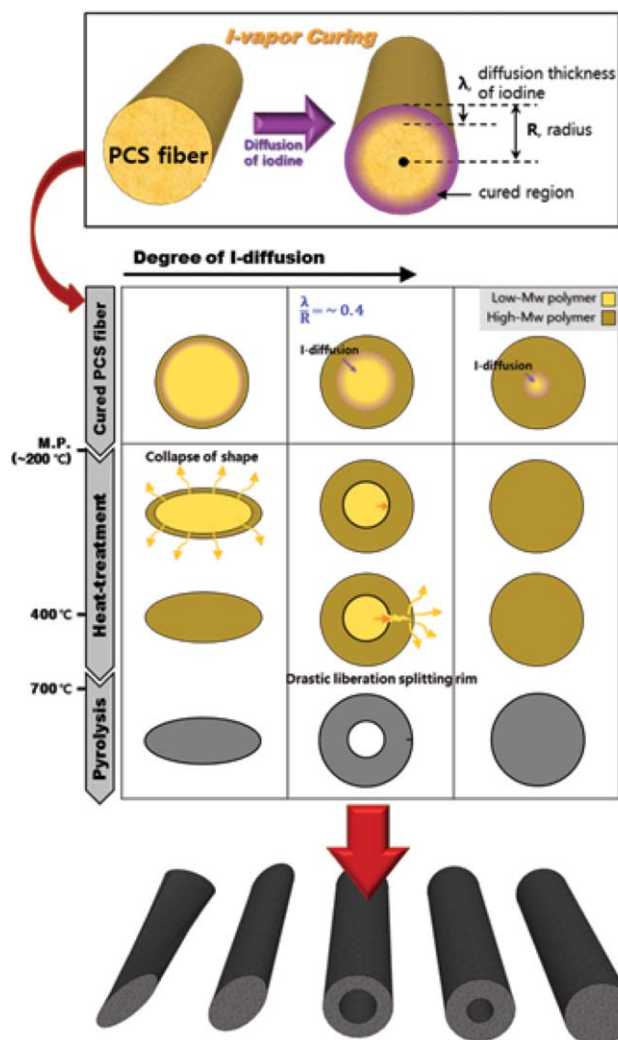 I-vapor Curing
PCS fiber
Diffusion
of iodine
λ, diffusion thickness
of iodine
R, radius
cured region
Degree of I-diffusion
Cured PCS fiber
λ/R =~ 0.4
Low-Mw polymer
High-Mw polymer
I-diffusion
I-diffusion
M.P.
(~200 ℃)
Collapse of shape
Heat-treatment
400℃
Drastic liberation splitting rim
700℃
Pyrolysis